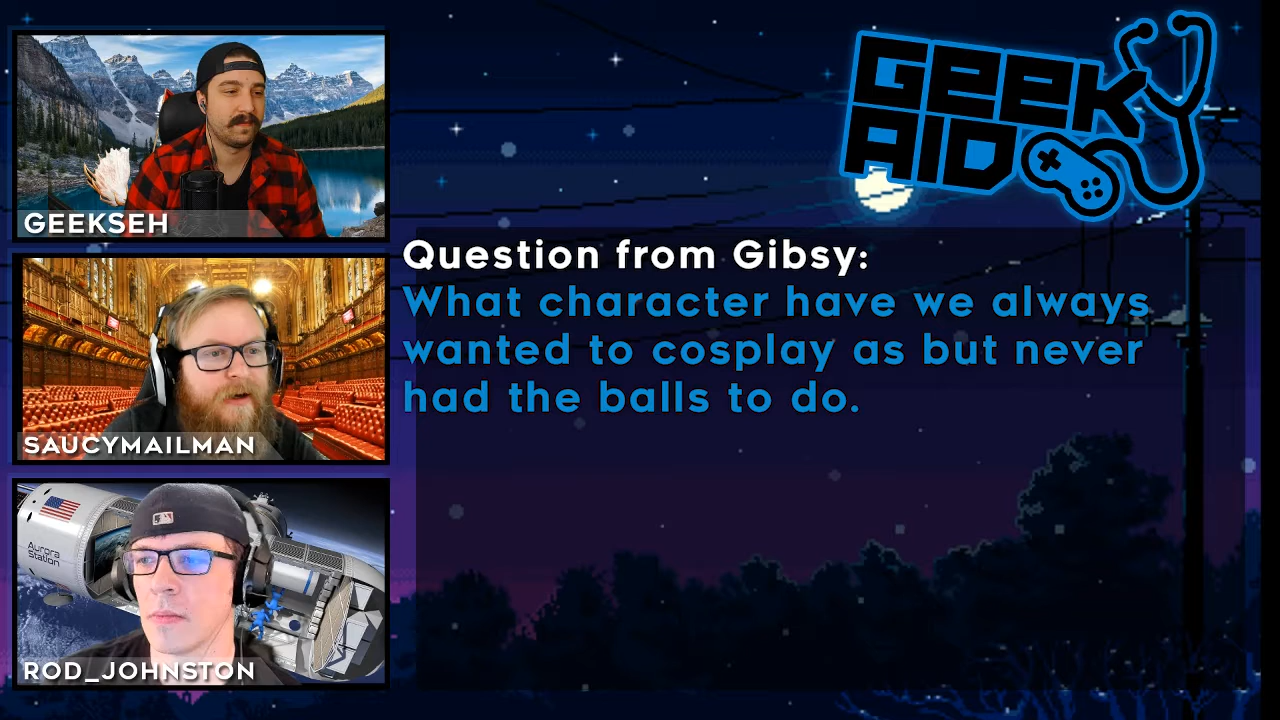 GEEKY
AID
GEEKSEH
Question from Gibsy:
What character have we always
wanted to cosplay as but never
had the balls to do.
SAUCYMAILMAN
Aurora
Station
ROD_JOHNSTON